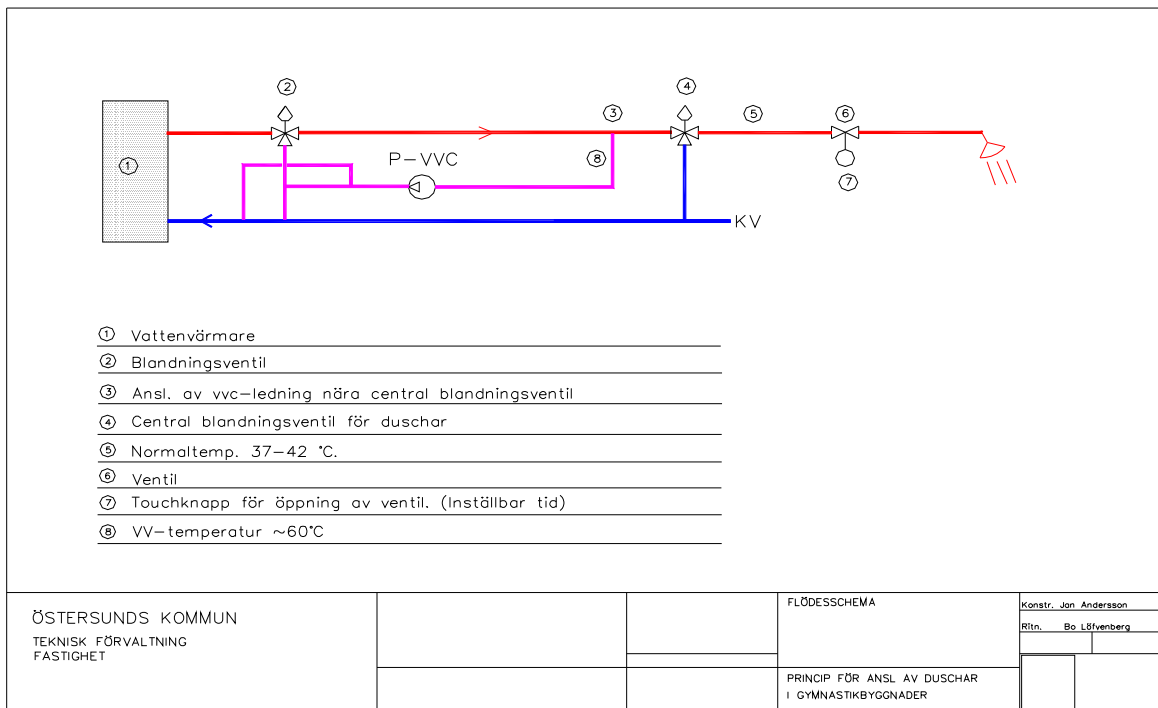 2
4
3
5
6
P-VVC
8
1
7
KV
1 Vattenvärmare
2 Blandningsventil
3 Ansl. av vvc-ledning nära central blandningsventil
4 Central blandningsventil för duschar
5 Normaltemp. 37-42 °C.
6 Ventil
7 Touchknapp för öppning av ventil. (Inställbar tid)
8 VV-temperatur ~60°C
ÖSTERSUNDS KOMMUN
TEKNISK FÖRVALTNING
FASTIGHET
FLÖDESSCHEMA
PRINCIP FÖR ANSL AV DUSCHAR
I GYMNASTIKBYGGNADER
Konstr. Jan Andersson
Ritn. Bo Löfvenberg